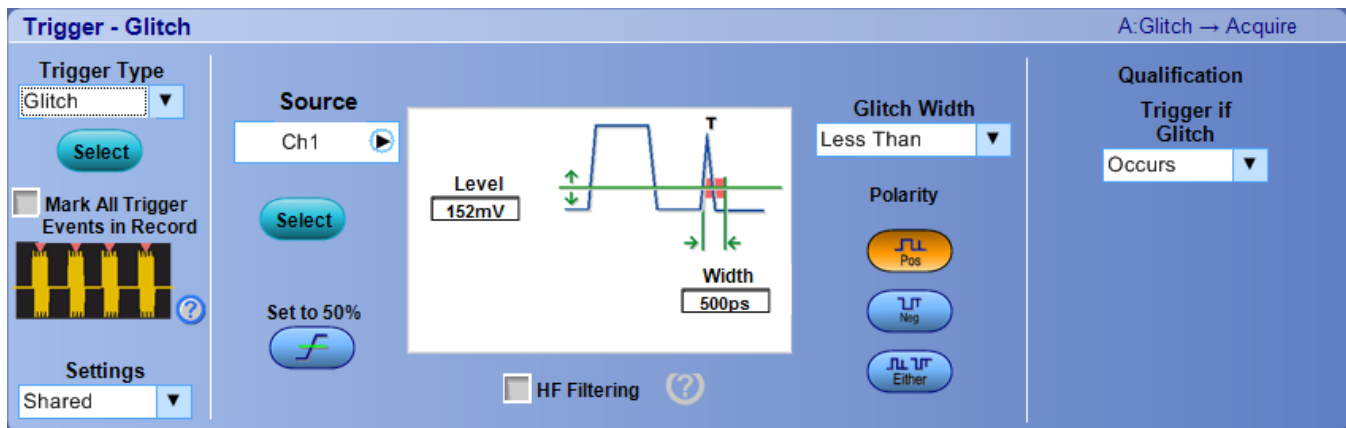 Trigger - Glitch
A:Glitch → Acquire
Trigger Type
Glitch
Select
Mark All Trigger
Events in Record
?
Settings
Shared
Source
Ch1
Select
Set to 50%
Level
152mV
T
Width
500ps
HF Filtering
?
Glitch Width
Less Than
Polarity
Pos
Neg
Either
Qualification
Trigger if
Glitch
Occurs